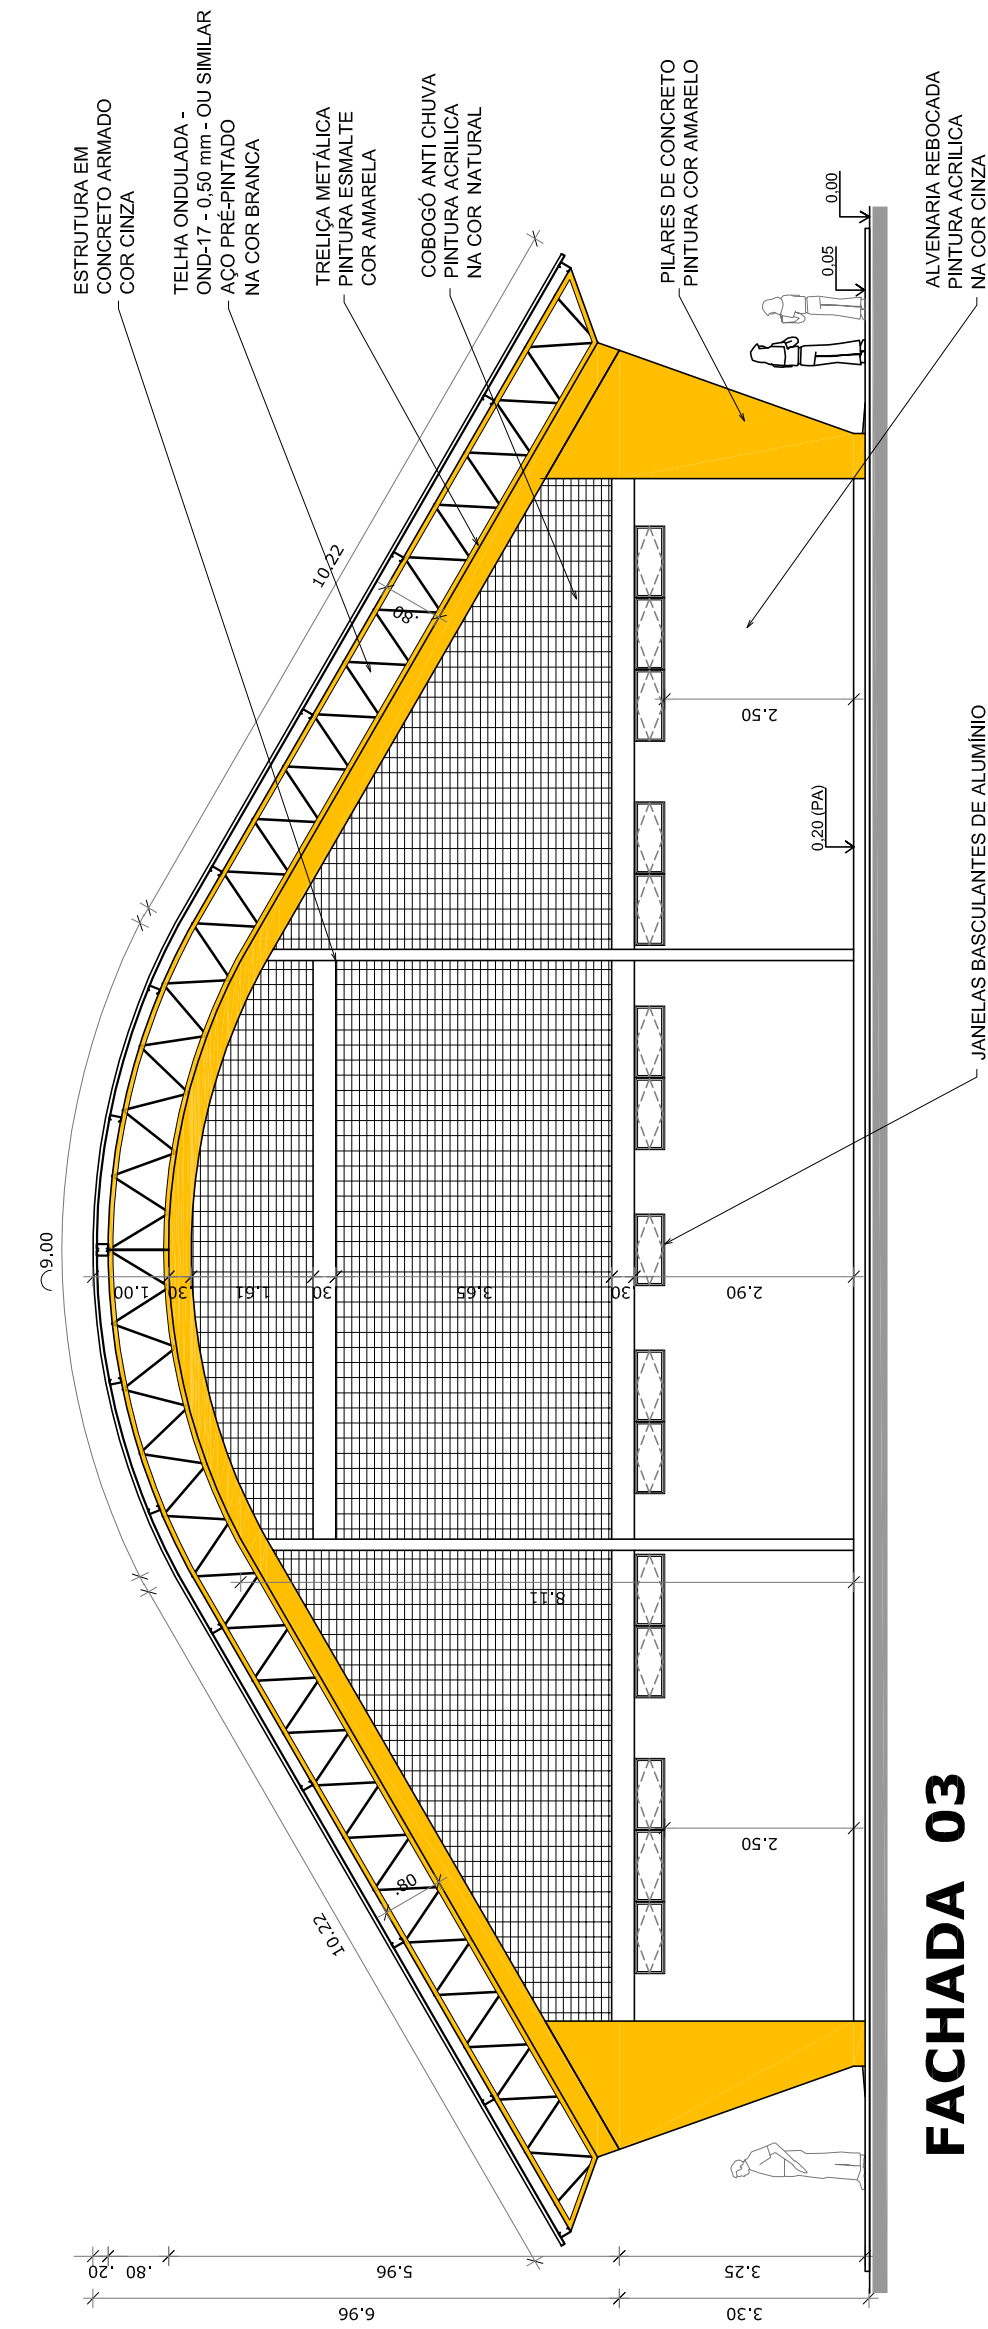 ESTRUTURA EM
CONCRETO ARMADO
COR CINZA
TELHA ONDULADA -
OND-17 - 0,50 mm - OU SIMILAR
AÇO PRÉ-PINTADO
NA COR BRANCA
TRELIÇA METÁLICA
PINTURA ESMALTE
COR AMARELA
COBOGÓ ANTI CHUVA
PINTURA ACRILICA
NA COR NATURAL
PILARES DE CONCRETO
PINTURA COR AMARELO
ALVENARIA REBOCADA
PINTURA ACRILICA
NA COR CINZA
0,00
0,05
10.22
.80
2.50
0,20 (PA)
JANELAS BASCULANTES DE ALUMÍNIO
6.00
1.00
.30
1.61
.30
3.65
.30
2.90
8.11
2.50
.80
10.22
.20
.80
5.96
3.25
6.96
3.30
FACHADA 03